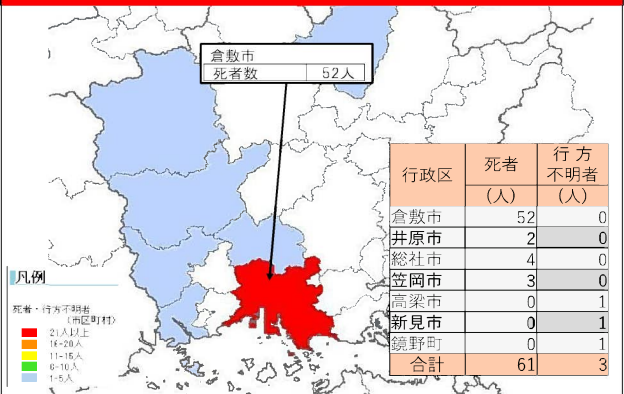 倉敷市
死者数 52人
行政区 死者（人） 行方不明者（人）
倉敷市 52 0
井原市 2 0
総社市 4 0
笠岡市 3 0
高梁市 0 1
新見市 0 1
鏡野町 0 1
合計 61 3
凡例
死者・行方不明者
（市区町村）
21人以上
16-20人
11-15人
6-10人
1-5人